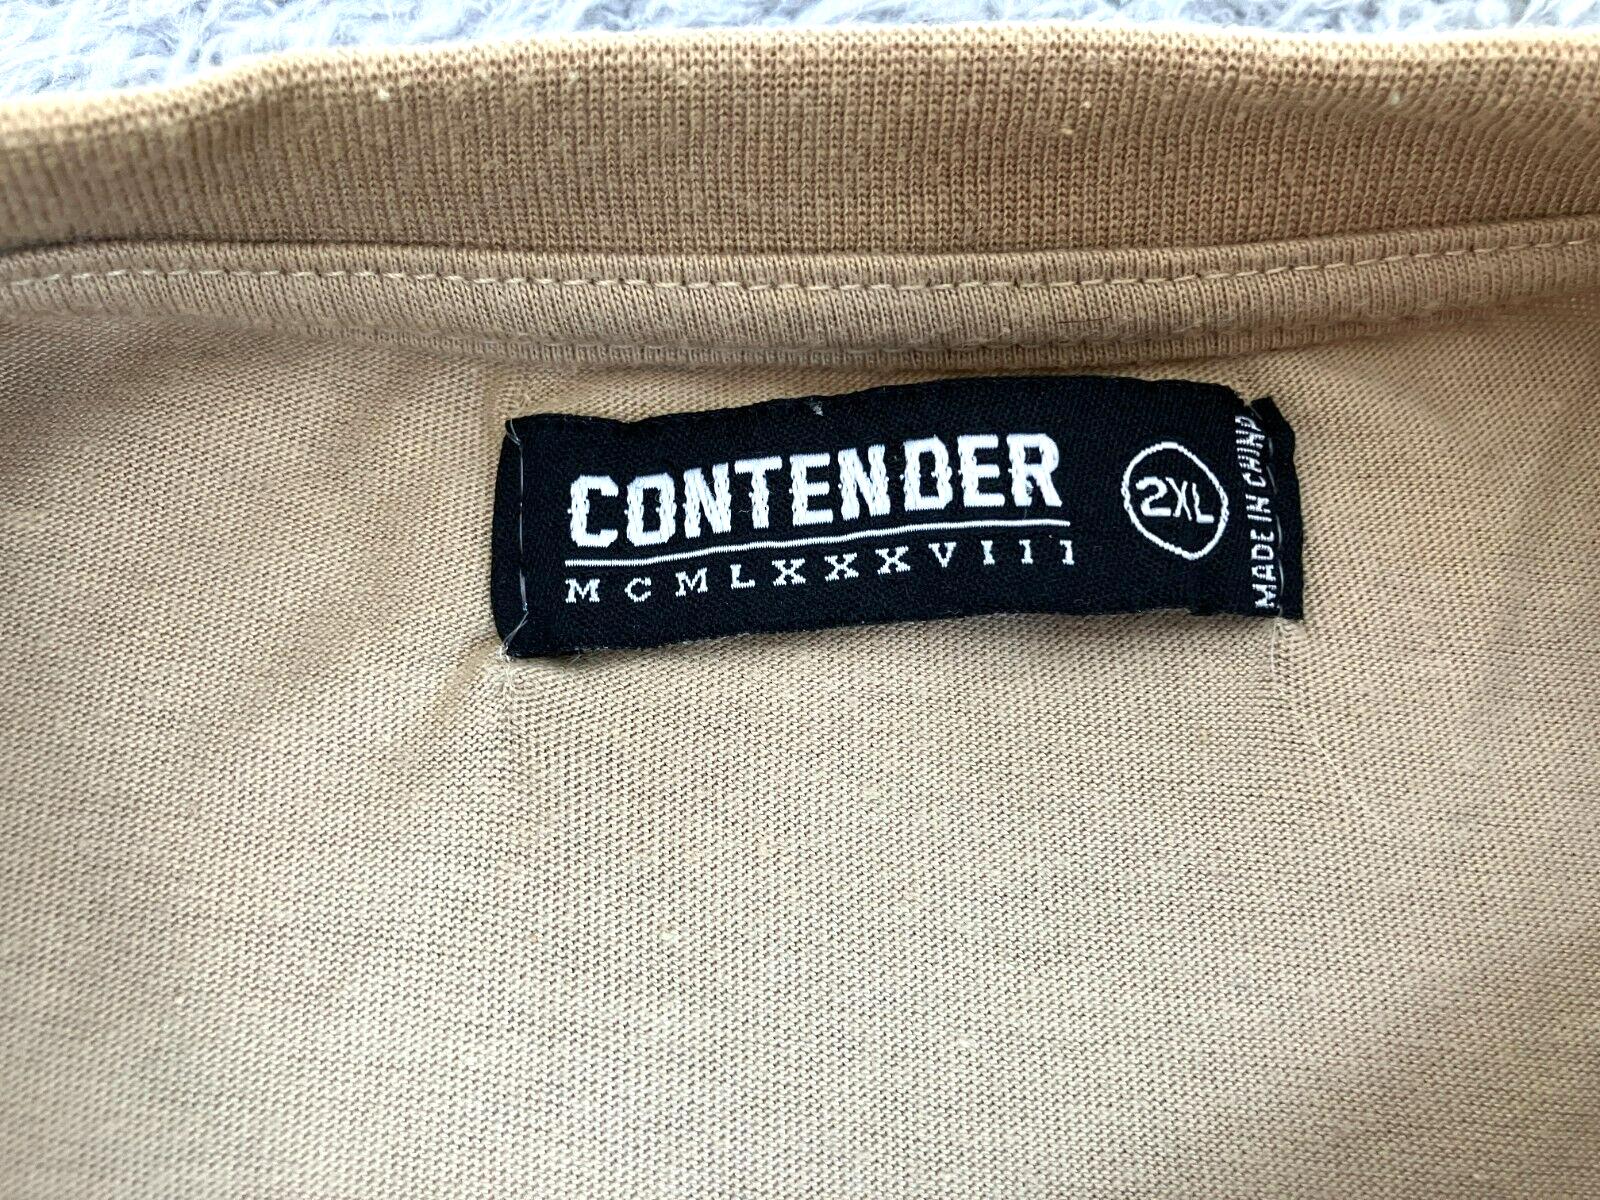 CONTENDER
MCMLXXXVIII
2XL
MADE IN CHINA